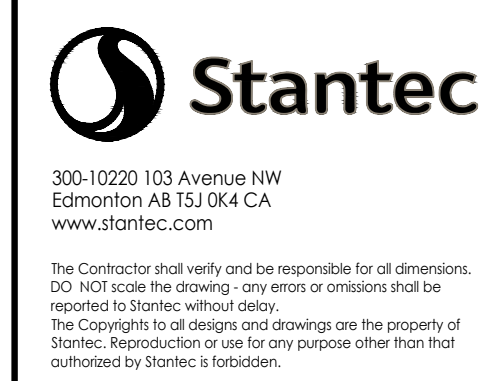 Stantec
300-10220 103 Avenue NW
Edmonton AB T5J 0K4 CA
www.stantec.com
The Contractor shall verify and be responsible for all dimensions.
DO NOT scale the drawing - any errors or omissions shall be
reported to Stantec without delay.
The Copyrights to all designs and drawings are the property of
Stantec. Reproduction or use for any purpose other than that
authorized by Stantec is forbidden.